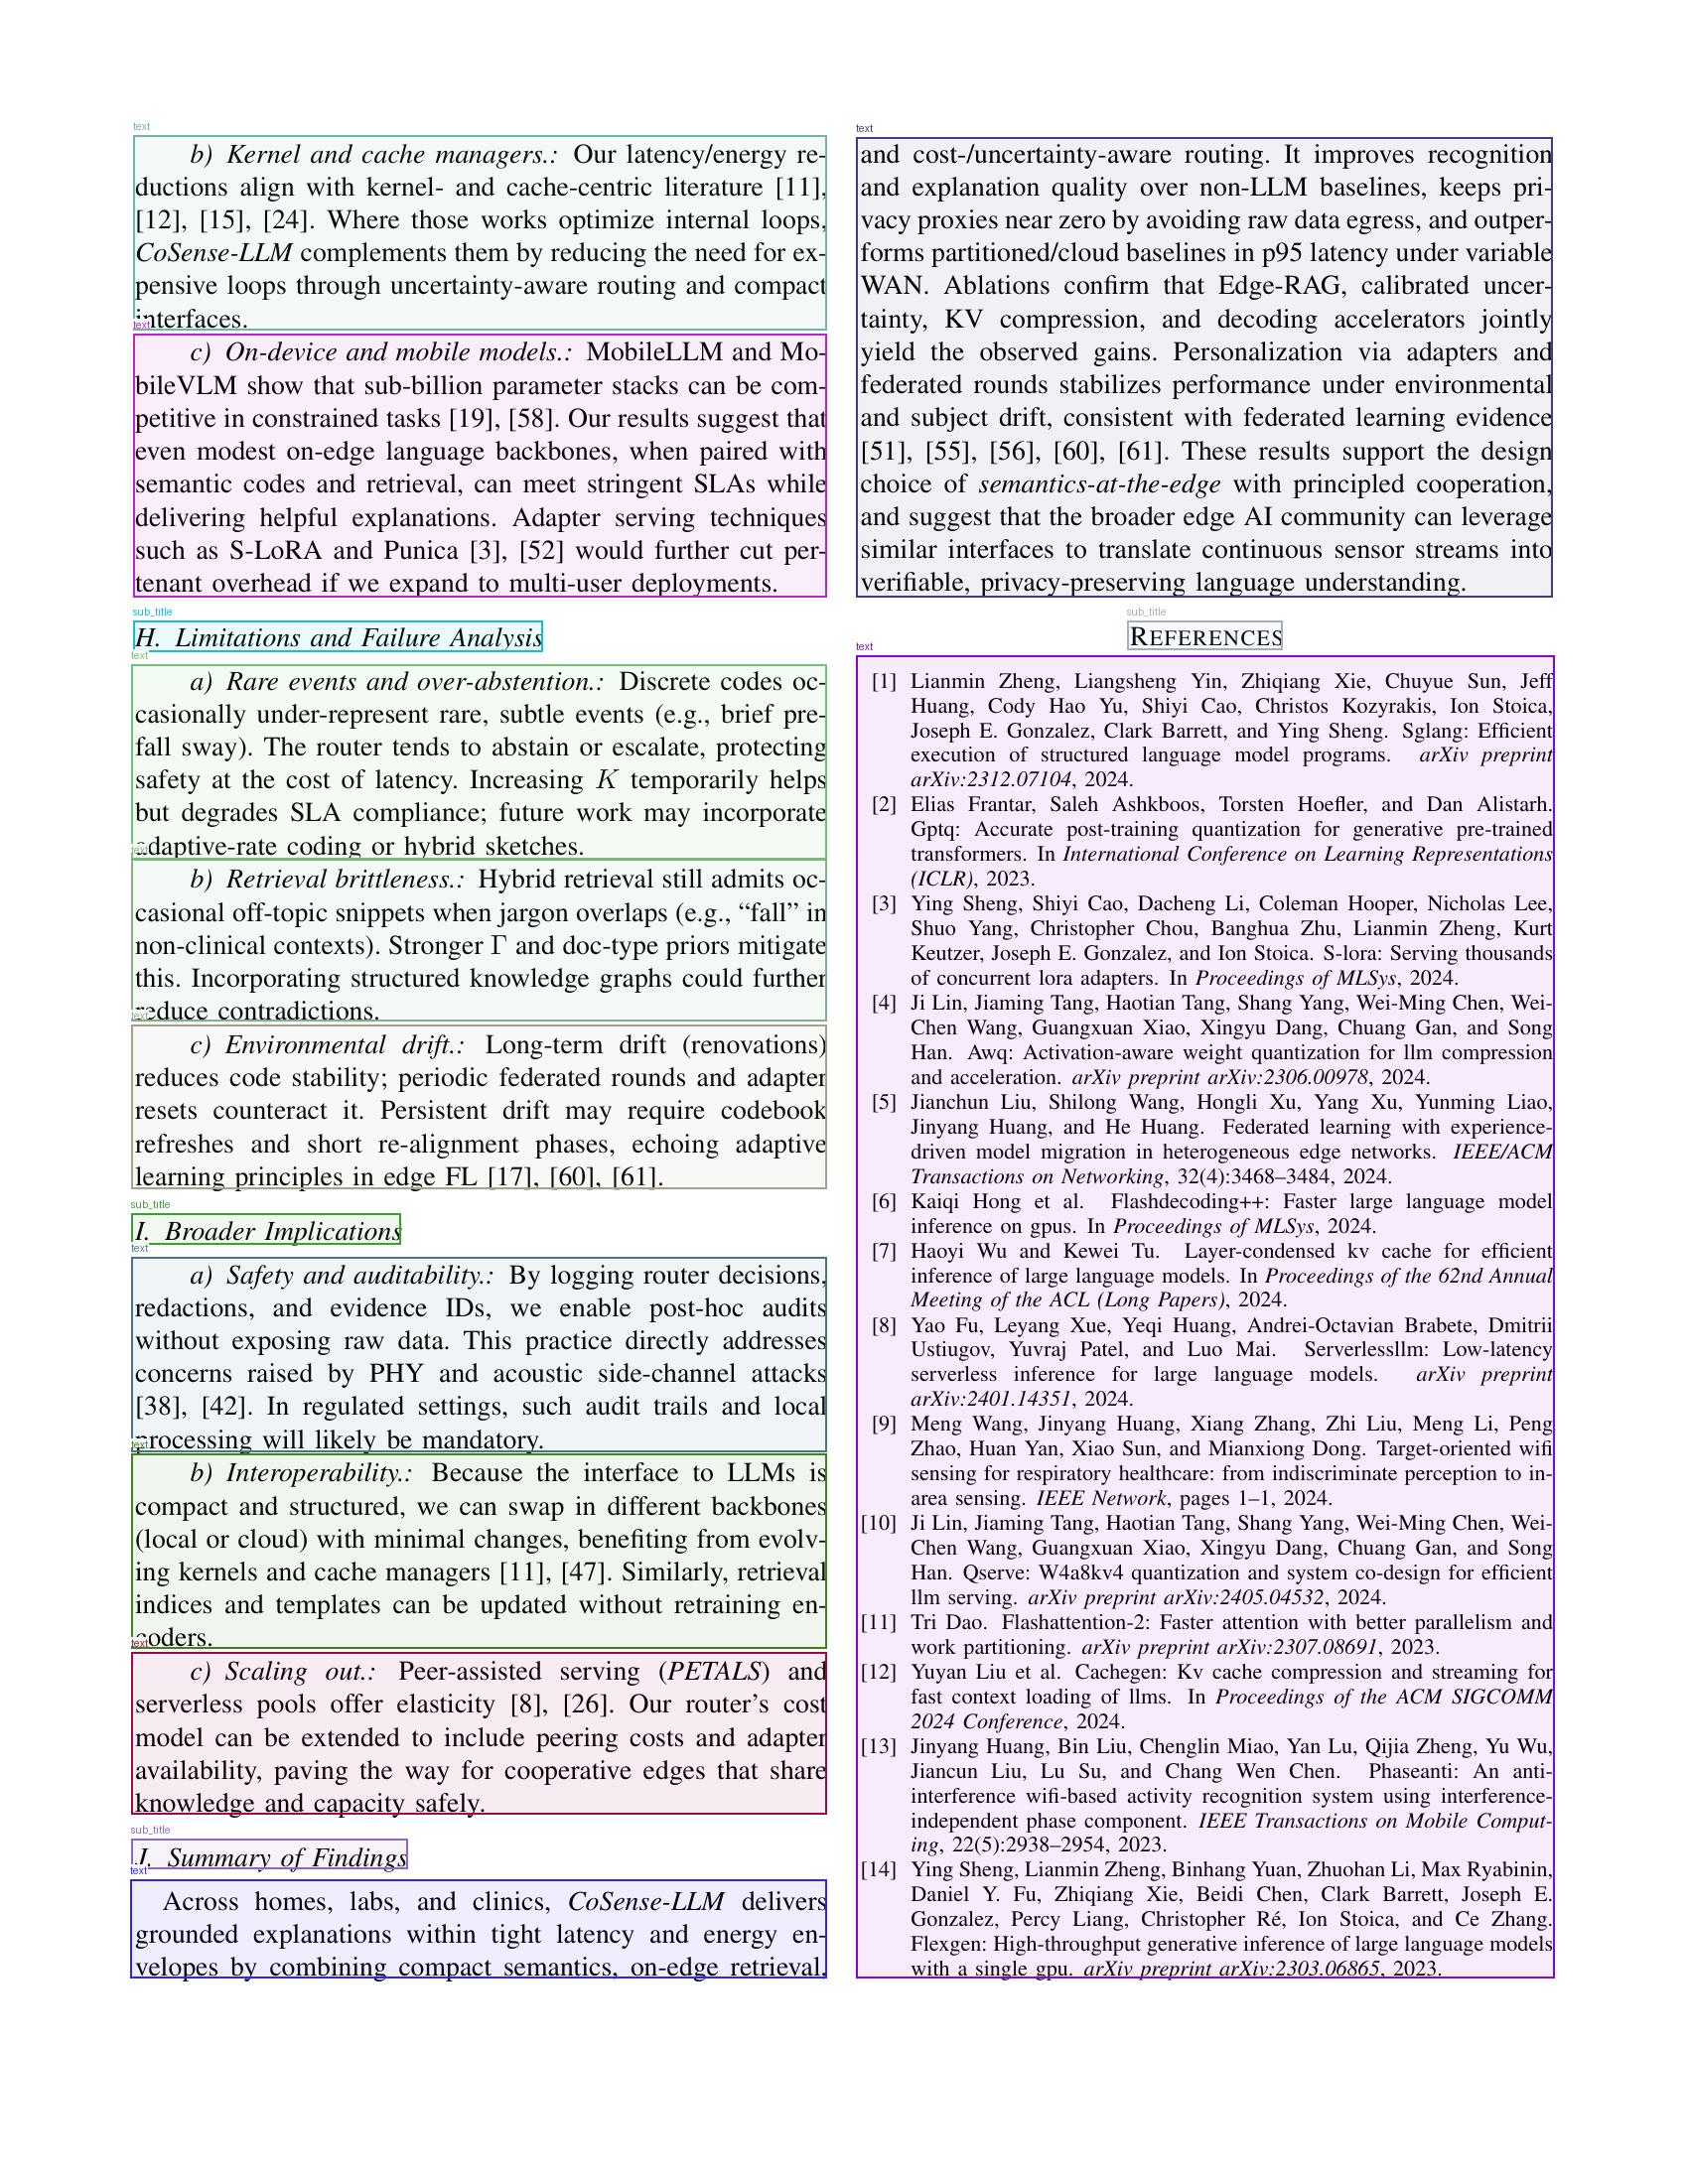 text
b) Kernel and cache managers.: Our latency/energy re-
ductions align with kernel- and cache-centric literature [11],
[12], [15], [24]. Where those works optimize internal loops,
CoSense-LLM complements them by reducing the need for ex-
pensive loops through uncertainty-aware routing and compact
interfaces.
text
c) On-device and mobile models.: MobileLLM and Mo-
bileVLM show that sub-billion parameter stacks can be com-
petitive in constrained tasks [19], [58]. Our results suggest that
even modest on-edge language backbones, when paired with
semantic codes and retrieval, can meet stringent SLAs while
delivering helpful explanations. Adapter serving techniques
such as S-LoRA and Punica [3], [52] would further cut per-
tenant overhead if we expand to multi-user deployments.
sub_title
H. Limitations and Failure Analysis
text
a) Rare events and over-abstention.: Discrete codes oc-
casionally under-represent rare, subtle events (e.g., brief pre-
fall sway). The router tends to abstain or escalate, protecting
safety at the cost of latency. Increasing K temporarily helps
but degrades SLA compliance; future work may incorporate
adaptive-rate coding or hybrid sketches.
text
b) Retrieval brittleness.: Hybrid retrieval still admits oc-
casional off-topic snippets when jargon overlaps (e.g., “fall” in
non-clinical contexts). Stronger Γ and doc-type priors mitigate
this. Incorporating structured knowledge graphs could further
reduce contradictions.
text
c) Environmental drift.: Long-term drift (renovations)
reduces code stability; periodic federated rounds and adapter
resets counteract it. Persistent drift may require codebook
refreshes and short re-alignment phases, echoing adaptive
learning principles in edge FL [17], [60], [61].
sub_title
I. Broader Implications
text
a) Safety and auditability.: By logging router decisions,
redactions, and evidence IDs, we enable post-hoc audits
without exposing raw data. This practice directly addresses
concerns raised by PHY and acoustic side-channel attacks
[38], [42]. In regulated settings, such audit trails and local
processing will likely be mandatory.
text
b) Interoperability.: Because the interface to LLMs is
compact and structured, we can swap in different backbones
(local or cloud) with minimal changes, benefiting from evolv-
ing kernels and cache managers [11], [47]. Similarly, retrieval
indices and templates can be updated without retraining en-
coders.
text
c) Scaling out.: Peer-assisted serving (PETALS) and
serverless pools offer elasticity [8], [26]. Our router’s cost
model can be extended to include peering costs and adapter
availability, paving the way for cooperative edges that share
knowledge and capacity safely.
sub_title
J. Summary of Findings
text
Across homes, labs, and clinics, CoSense-LLM delivers
grounded explanations within tight latency and energy en-
velopes by combining compact semantics, on-edge retrieval,
text
and cost-/uncertainty-aware routing. It improves recognition
and explanation quality over non-LLM baselines, keeps pri-
vacy proxies near zero by avoiding raw data egress, and outper-
forms partitioned/cloud baselines in p95 latency under variable
WAN. Ablations confirm that Edge-RAG, calibrated uncer-
tainty, KV compression, and decoding accelerators jointly
yield the observed gains. Personalization via adapters and
federated rounds stabilizes performance under environmental
and subject drift, consistent with federated learning evidence
[51], [55], [56], [60], [61]. These results support the design
choice of semantics-at-the-edge with principled cooperation,
and suggest that the broader edge AI community can leverage
similar interfaces to translate continuous sensor streams into
verifiable, privacy-preserving language understanding.
sub_title
REFERENCES
text
[1] Lianmin Zheng, Liangsheng Yin, Zhiqiang Xie, Chuyue Sun, Jeff
Huang, Cody Hao Yu, Shiyi Cao, Christos Kozyrakis, Ion Stoica,
Joseph E. Gonzalez, Clark Barrett, and Ying Sheng. Sglang: Efficient
execution of structured language model programs. arXiv preprint
arXiv:2312.07104, 2024.
[2] Elias Frantar, Saleh Ashkboos, Torsten Hoefler, and Dan Alistarh.
Gptq: Accurate post-training quantization for generative pre-trained
transformers. In International Conference on Learning Representations
(ICLR), 2023.
[3] Ying Sheng, Shiyi Cao, Dacheng Li, Coleman Hooper, Nicholas Lee,
Shuo Yang, Christopher Chou, Banghua Zhu, Lianmin Zheng, Kurt
Keutzer, Joseph E. Gonzalez, and Ion Stoica. S-lora: Serving thousands
of concurrent lora adapters. In Proceedings of MLSys, 2024.
[4] Ji Lin, Jiaming Tang, Haotian Tang, Shang Yang, Wei-Ming Chen, Wei-
Chen Wang, Guangxuan Xiao, Xingyu Dang, Chuang Gan, and Song
Han. Awq: Activation-aware weight quantization for llm compression
and acceleration. arXiv preprint arXiv:2306.00978, 2024.
[5] Jianchun Liu, Shilong Wang, Hongli Xu, Yang Xu, Yunming Liao,
Jinyang Huang, and He Huang. Federated learning with experience-
driven model migration in heterogeneous edge networks. IEEE/ACM
Transactions on Networking, 32(4):3468–3484, 2024.
[6] Kaiqi Hong et al. Flashdecoding++: Faster large language model
inference on gpus. In Proceedings of MLSys, 2024.
[7] Haoyi Wu and Kewei Tu. Layer-condensed kv cache for efficient
inference of large language models. In Proceedings of the 62nd Annual
Meeting of the ACL (Long Papers), 2024.
[8] Yao Fu, Leyang Xue, Yeqi Huang, Andrei-Octavian Brabete, Dmitrii
Ustiugov, Yuvraj Patel, and Luo Mai. Serverlessllm: Low-latency
serverless inference for large language models. arXiv preprint
arXiv:2401.14351, 2024.
[9] Meng Wang, Jinyang Huang, Xiang Zhang, Zhi Liu, Meng Li, Peng
Zhao, Huan Yan, Xiao Sun, and Mianxiong Dong. Target-oriented wifi
sensing for respiratory healthcare: from indiscriminate perception to in-
area sensing. IEEE Network, pages 1–1, 2024.
[10] Ji Lin, Jiaming Tang, Haotian Tang, Shang Yang, Wei-Ming Chen, Wei-
Chen Wang, Guangxuan Xiao, Xingyu Dang, Chuang Gan, and Song
Han. Qserve: W4a8kv4 quantization and system co-design for efficient
llm serving. arXiv preprint arXiv:2405.04532, 2024.
[11] Tri Dao. Flashattention-2: Faster attention with better parallelism and
work partitioning. arXiv preprint arXiv:2307.08691, 2023.
[12] Yuyan Liu et al. Cachegen: Kv cache compression and streaming for
fast context loading of llms. In Proceedings of the ACM SIGCOMM
2024 Conference, 2024.
[13] Jinyang Huang, Bin Liu, Chenglin Miao, Yan Lu, Qijia Zheng, Yu Wu,
Jiancun Liu, Lu Su, and Chang Wen Chen. Phaseanti: An anti-
interference wifi-based activity recognition system using interference-
independent phase component. IEEE Transactions on Mobile Comput-
ing, 22(5):2938–2954, 2023.
[14] Ying Sheng, Lianmin Zheng, Binhang Yuan, Zhuohan Li, Max Ryabinin,
Daniel Y. Fu, Zhiqiang Xie, Beidi Chen, Clark Barrett, Joseph E.
Gonzalez, Percy Liang, Christopher Ré, Ion Stoica, and Ce Zhang.
Flexgen: High-throughput generative inference of large language models
with a single gpu. arXiv preprint arXiv:2303.06865, 2023.